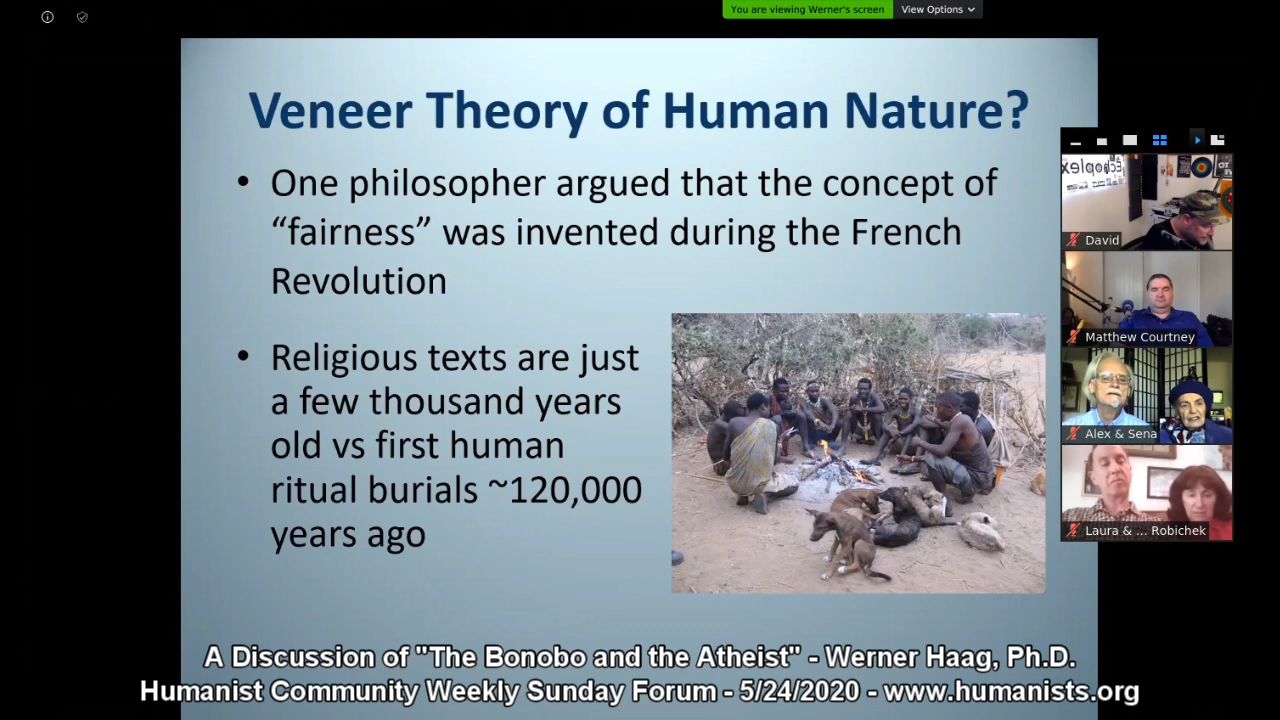 You are viewing Werner's screen
View Options
Veneer Theory of Human Nature?
• One philosopher argued that the concept of
“fairness” was invented during the French
Revolution
• Religious texts are just
a few thousand years
old vs first human
ritual burials ~120,000
years ago
David
Matthew Courtney
Alex & Sena
Laura & ... Robichek
A Discussion of "The Bonobo and the Atheist" - Werner Haag, Ph.D.
Humanist Community Weekly Sunday Forum - 5/24/2020 - www.humanists.org